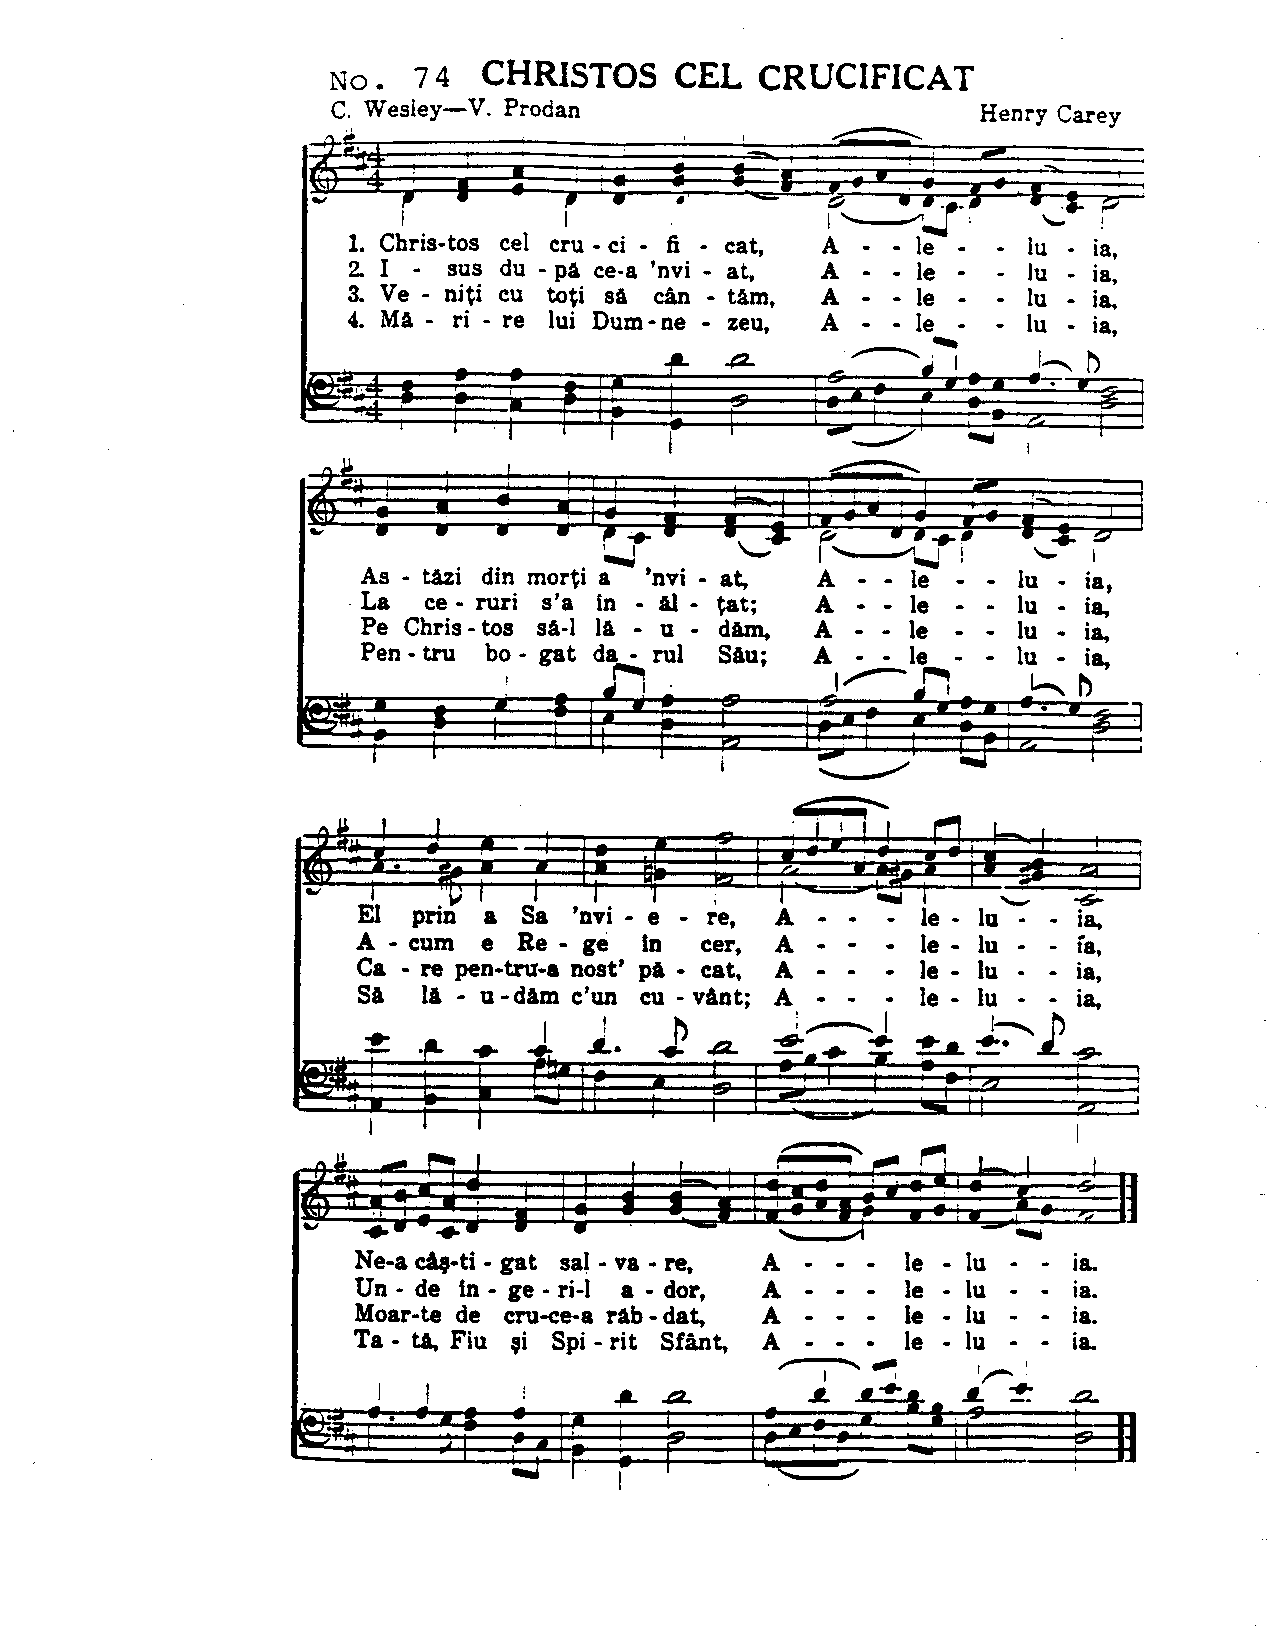 No. 74 CHRISTOS CEL CRUCIFICAT
C. Wesley—V. Prodan Henry Carey
1. Chris-tos cel cru - ci - fi - cat, A - - le - - lu - ia,
2. I - sus du - pă ce-a 'nvi - at, A - - le - - lu - ia,
3. Ve - niți cu toți să cân - tăm, A - - le - - lu - ia,
4. Mă - ri - re lui Dum-ne - zeu, A - - le - - lu - ia,
As - tăzi din morți a 'nvi - at, A - - le - - lu - ia,
La ce - ruri s'a în - ăl - țat; A - - le - - lu - ia,
Pe Chris - tos să-l lă - u - dăm, A - - le - - lu - ia,
Pen - tru bo - gat da - rul Său; A - - le - - lu - ia,
El prin a Sa 'nvi - e - re, A - - - le - lu - - ia,
A - cum e Re - ge în cer, A - - - le - lu - - ia,
Ca - re pen-tru-a nost' pă - cat, A - - - le - lu - - ia,
Să lă - u - dăm c'un cu - vânt; A - - - le - lu - - ia,
Ne-a câş-ti - gat sal - va - re, A - - - le - lu - - ia.
Un - de în - ge - ri-l a - dor, A - - - le - lu - - ia.
Moar-te de cru-ce-a răb - dat, A - - - le - lu - - ia.
Ta - tă, Fiu şi Spi - rit Sfânt, A - - - le - lu - - ia.